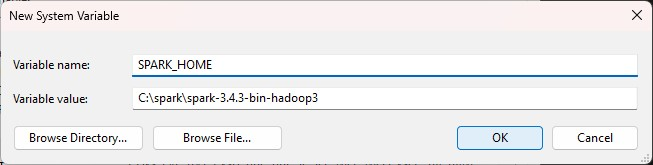 New System Variable
Variable name: SPARK_HOME
Variable value: C:\spark\spark-3.4.3-bin-hadoop3
Browse Directory... Browse File... OK Cancel